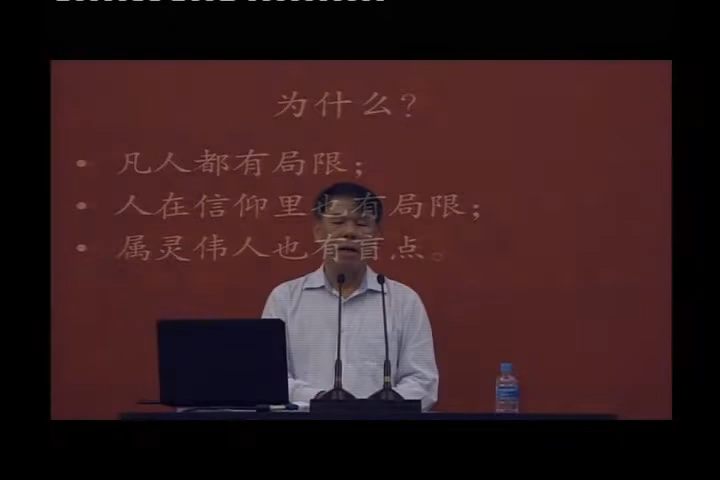 为什么?
• 凡人都有局限；
• 人在信仰里也有局限；
• 属灵伟人也有盲点。